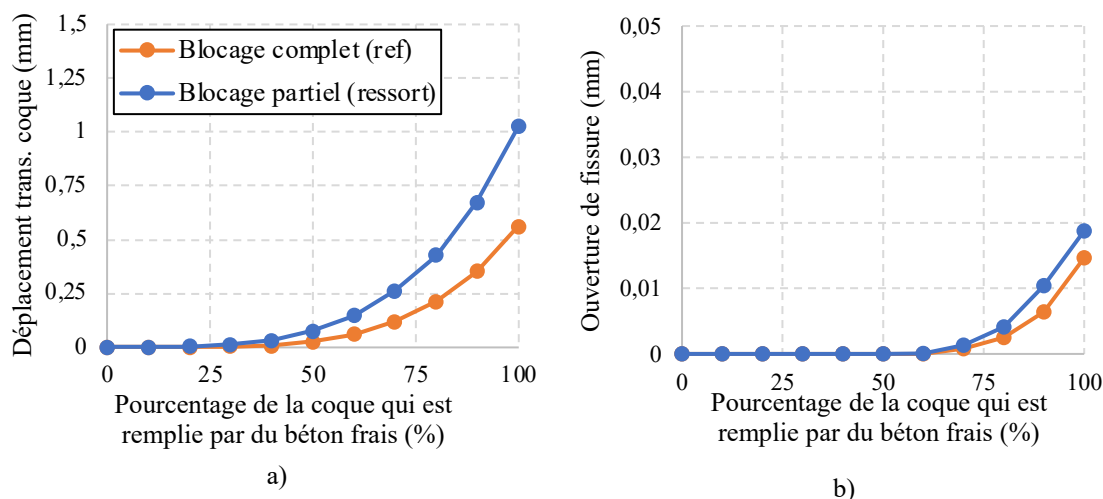 Déplacement trans. coque (mm)
1,5
1,25
1
0,75
0,5
0,25
0
Blocage complet (ref)
Blocage partiel (ressort)
0
25
50
75
100
Pourcentage de la coque qui est
remplie par du béton frais (%)
a)
Ouverture de fissure (mm)
0,05
0,04
0,03
0,02
0,01
0
0
25
50
75
100
Pourcentage de la coque qui est
remplie par du béton frais (%)
b)